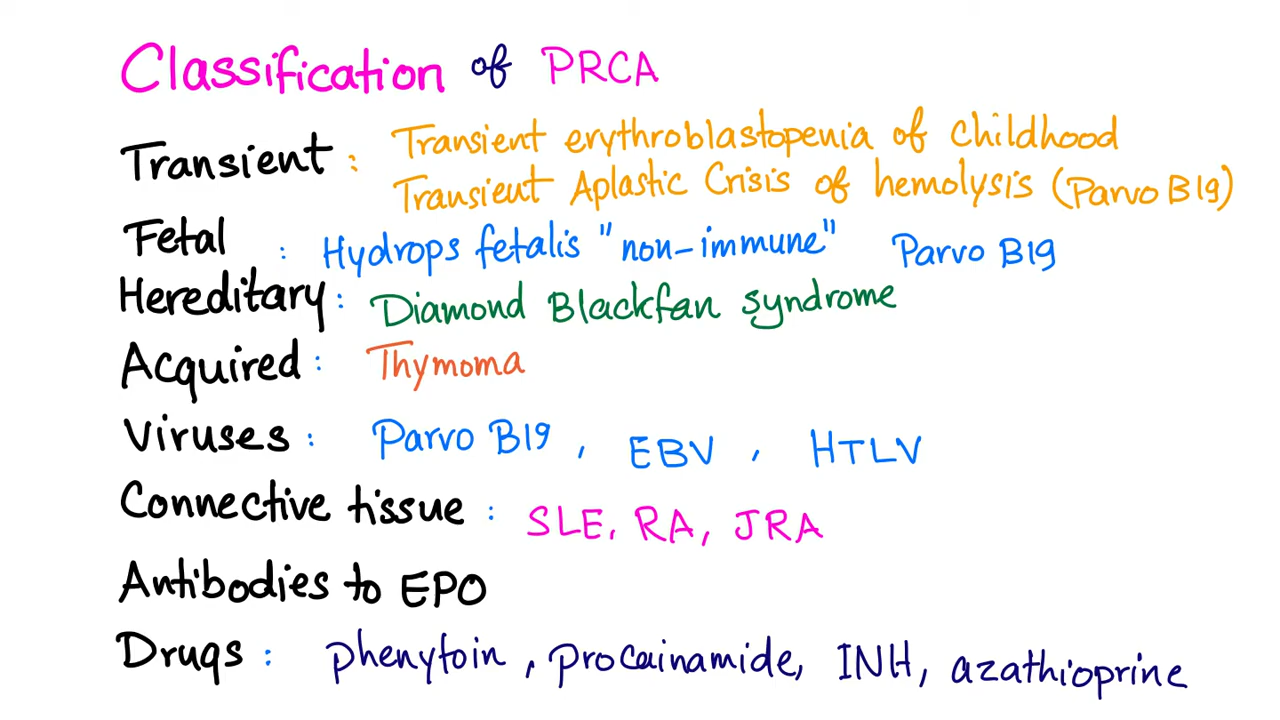 Classification of PRCA
Transient : Transient erythroblastopenia of childhood
Transient Aplastic Crisis of hemolysis (Parvo B19)
Fetal : Hydrops fetalis "non-immune" Parvo B19
Hereditary : Diamond Blackfan syndrome
Acquired : Thymoma
Viruses : Parvo B19 , EBV , HTLV
Connective tissue : SLE, RA, JRA
Antibodies to EPO
Drugs : phenytoin , procainamide, INH, azathioprine